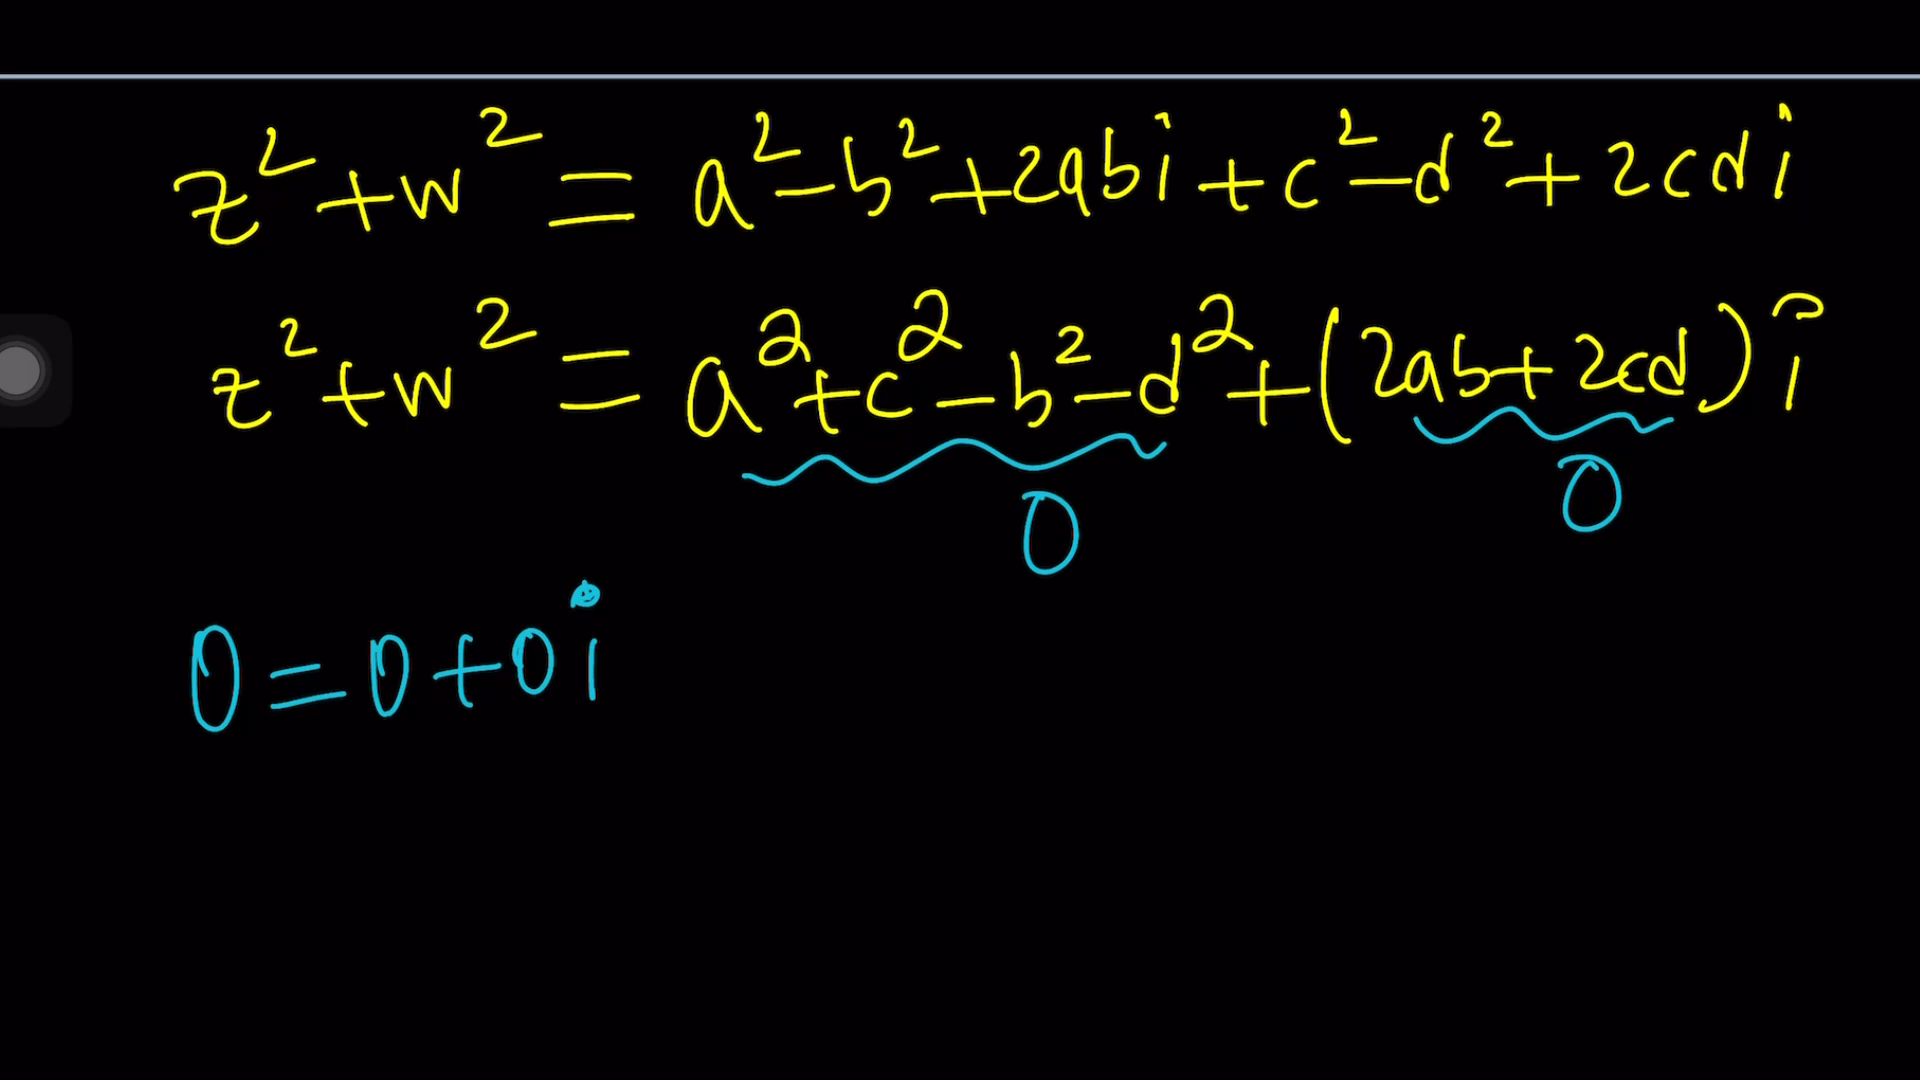 z²+w² = a²-b²+2abi+c²-d²+2cdi
z²+w² = a²+c²-b²-d²+(2ab+2cd)i
0 0
0=0+0i